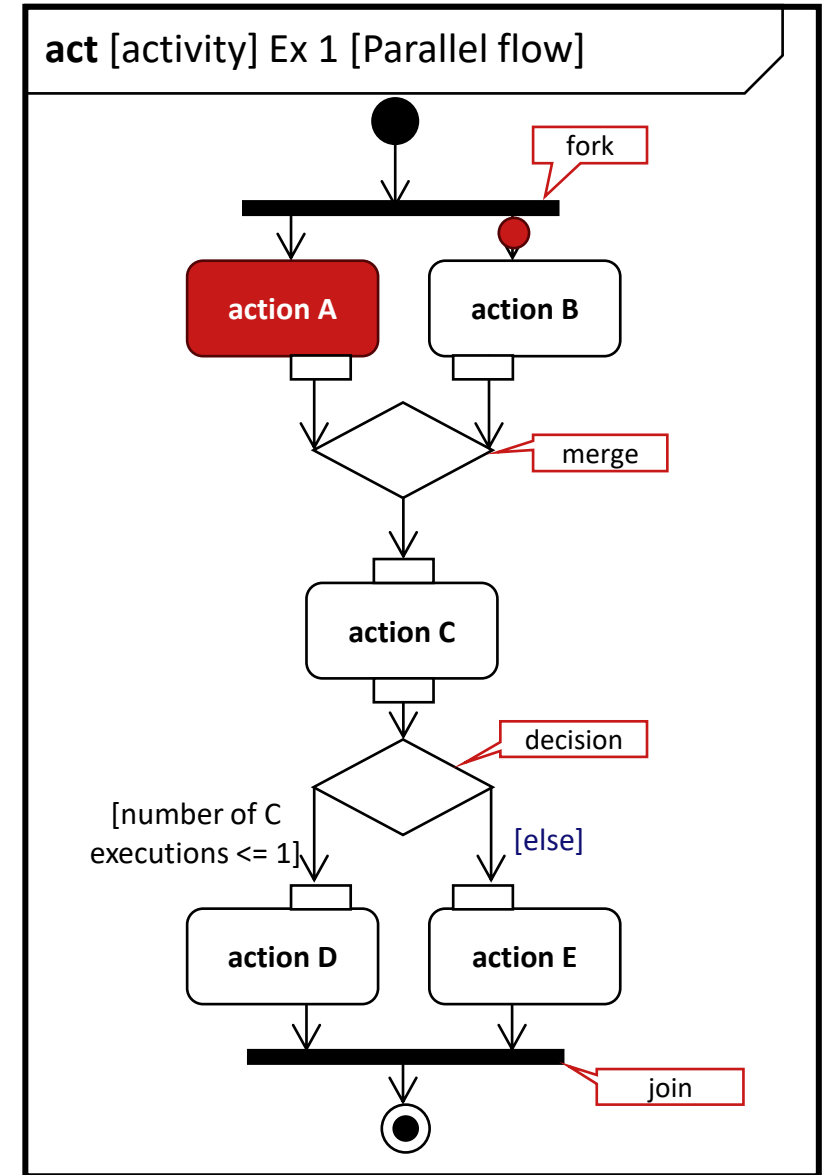 act [activity] Ex 1 [Parallel flow]
fork
action A
action B
merge
action C
decision
[number of C
executions <= 1]
[else]
action D
action E
join